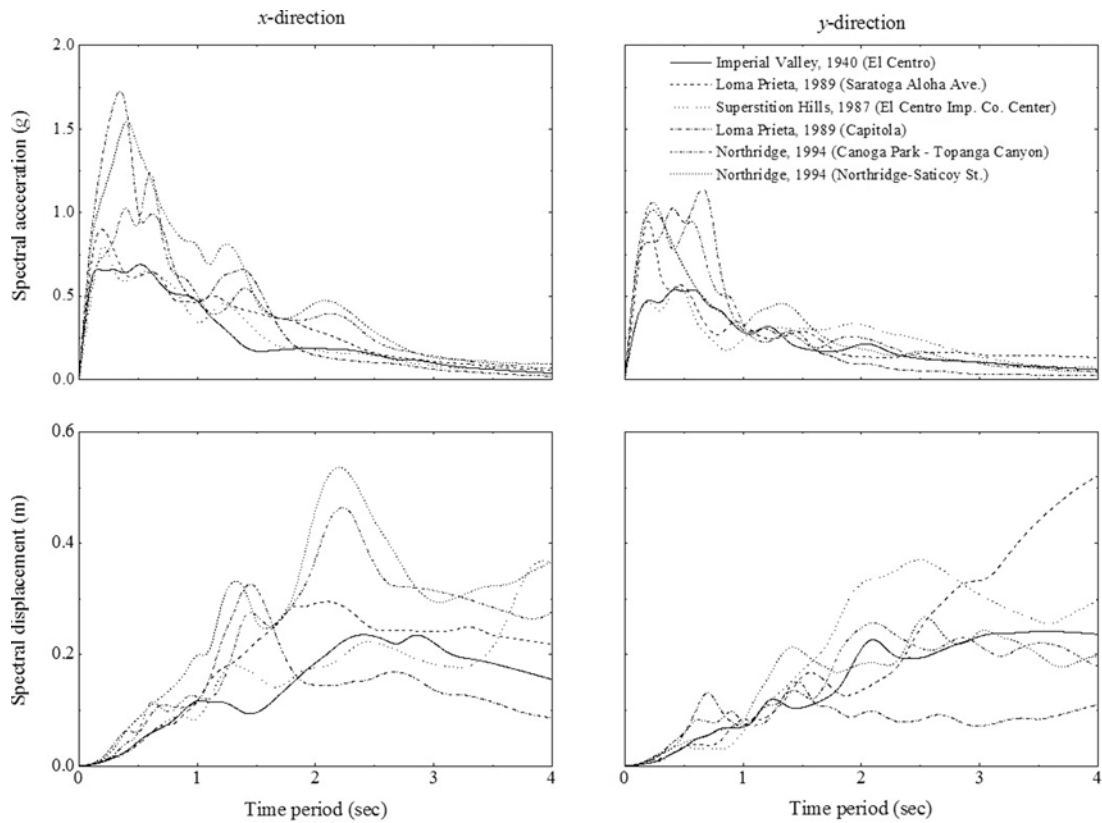 x-direction
y-direction
Spectral acceeration (g)
2.0
1.5
1.0
0.5
0.0
Imperial Valley, 1940 (El Centro)
Loma Prieta, 1989 (Saratoga Aloha Ave.)
Superstition Hills, 1987 (El Centro Imp. Co. Center)
Loma Prieta, 1989 (Capitola)
Northridge, 1994 (Canoga Park - Topanga Canyon)
Northridge, 1994 (Northridge-Saticoy St.)
Spectral displacement (m)
0.6
0.4
0.2
0.0
0 1 2 3 4
0 1 2 3 4
Time period (sec)
Time period (sec)